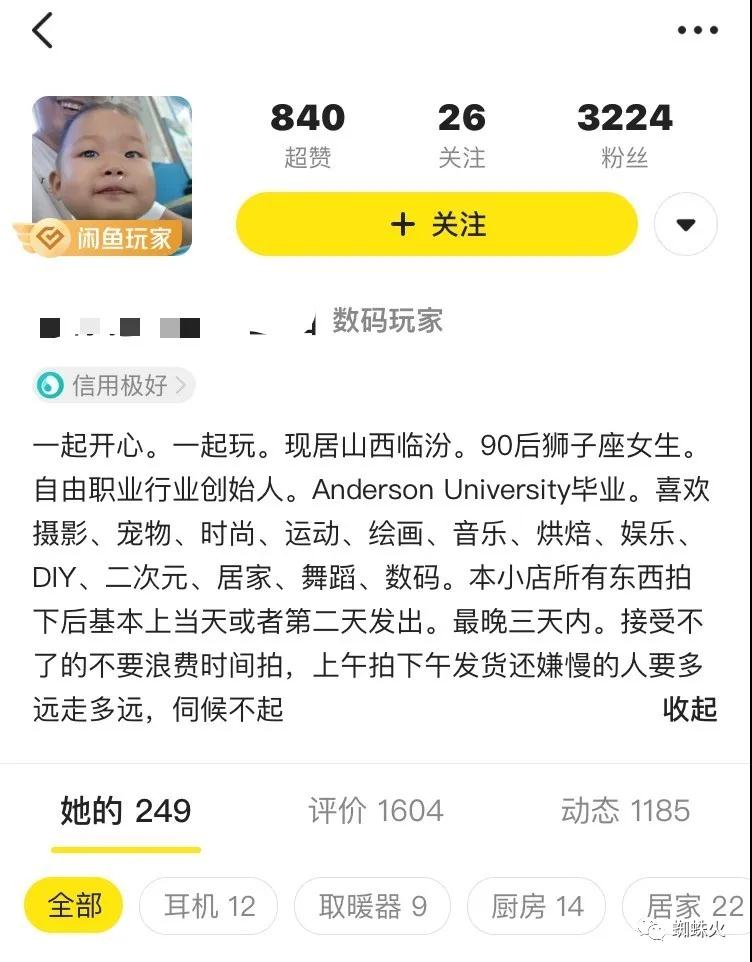 840
26
3224
超赞
关注
粉丝
+ 关注
闲鱼玩家
数码玩家
信用极好
一起开心。一起玩。现居山西临汾。90后狮子座女生。
自由职业行业创始人。Anderson University毕业。喜欢
摄影、宠物、时尚、运动、绘画、音乐、烘焙、娱乐、
DIY、二次元、居家、舞蹈、数码。本小店所有东西拍
下后基本上当天或者第二天发出。最晚三天内。接受不
了的不要浪费时间拍，上午拍下午发货还嫌慢的人要多
远走多远，伺候不起
收起
她的 249
评价 1604
动态 1185
全部
耳机 12
取暖器 9
厨房 14
居家 22
蜘蛛火